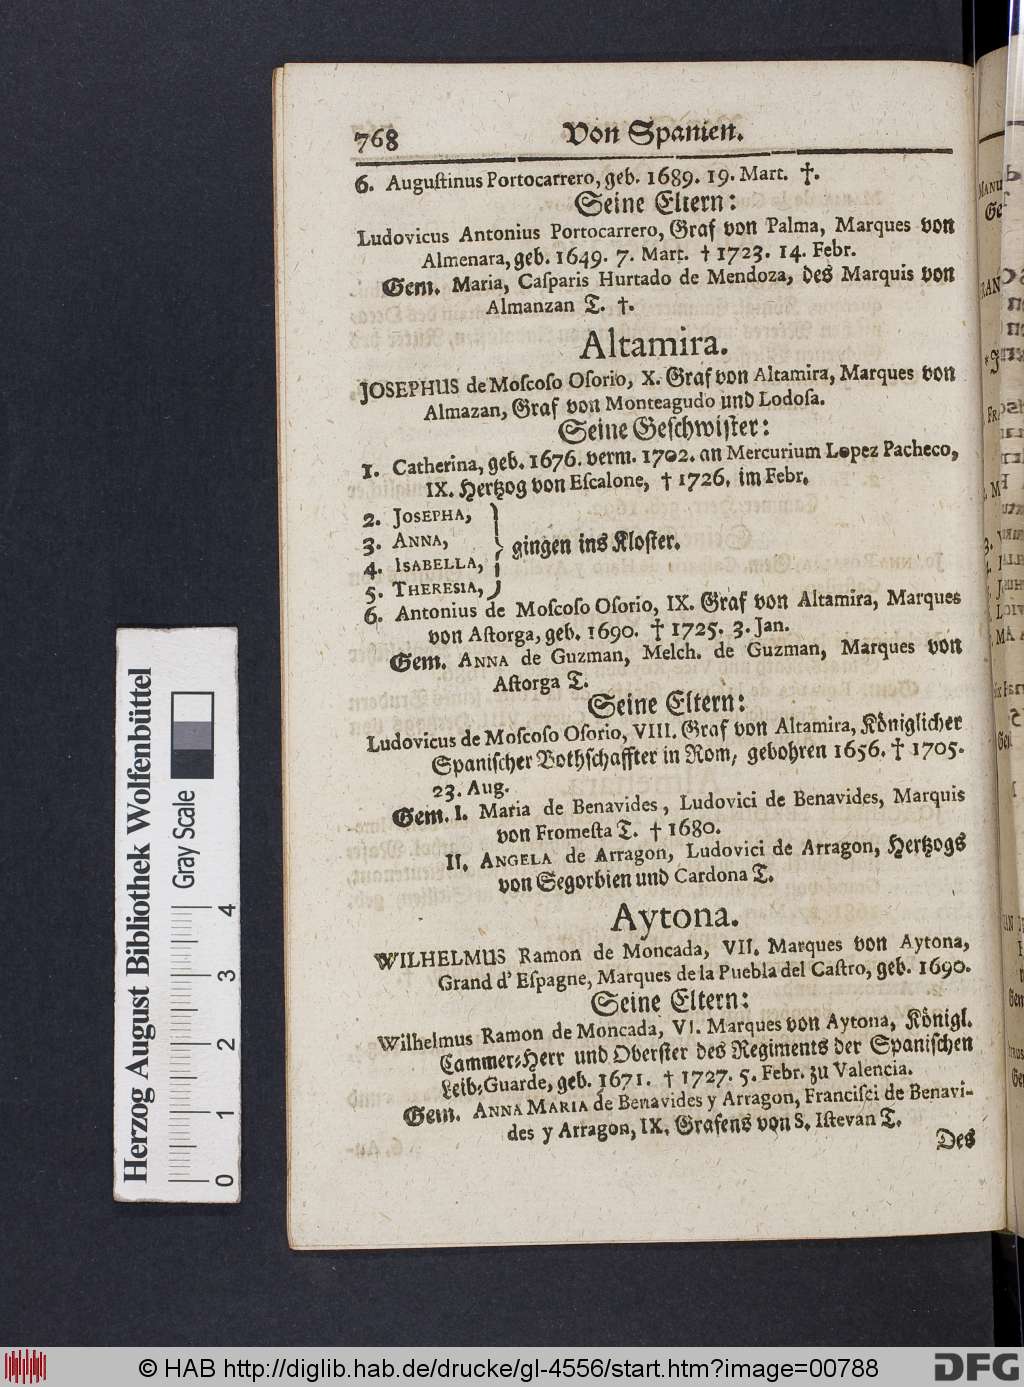 768 Von Spanien.
6. Auguſtinus Portocarrero, geb. 1689. 19. Mart. †.
Seine Eltern:
Ludovicus Antonius Portocarrero, Graf von Palma, Marques von
Almenara, geb. 1649. 7. Mart. † 1723. 14. Febr.
Gem. Maria, Caſparis Hurtado de Mendoza, des Marquis von
Almanzan T. †.
Altamira.
JOSEPHUS de Moſcoſo Oſorio, X. Graf von Altamira, Marques von
Almazan, Graf von Monteagudo und Lodoſa.
Seine Geſchwiſter:
1. Catherina, geb. 1676. verm. 1702. an Mercurium Lopez Pacheco,
IX. Hertzog von Eſcalone, † 1726. im Febr.
2. JOSEPHA,
3. ANNA,
gingen ins Kloſter.
4. ISABELLA,
5. THERESIA,
6. Antonius de Moſcoſo Oſorio, IX. Graf von Altamira, Marques
von Aſtorga, geb. 1690. † 1725. 3. Jan.
Gem. ANNA de Guzman, Melch. de Guzman, Marques von
Aſtorga T.
Seine Eltern:
Ludovicus de Moſcoſo Oſorio, VIII. Graf von Altamira, Königlicher
Spaniſcher Bothſchaffter in Rom, gebohren 1656. † 1705.
23. Aug.
Gem. I. Maria de Benavides, Ludovici de Benavides, Marquis
von Fromeſta T. † 1680.
II. ANGELA de Arragon, Ludovici de Arragon, Hertzogs
von Segorbien und Cardona T.
Aytona.
WILHELMUS Ramon de Moncada, VII. Marques von Aytona,
Grand d' Eſpagne, Marques de la Puebla del Caſtro, geb. 1690.
Seine Eltern:
Wilhelmus Ramon de Moncada, VI. Marques von Aytona, Königl.
Cammer⸗Herr und Oberſter des Regiments der Spaniſchen
Leib⸗Guarde, geb. 1671. † 1727. 5. Febr. zu Valencia.
Gem. ANNA MARIA de Benavides y Arragon, Franciſci de Benavi-
des y Arragon, IX. Grafens von S. Iſtevan T.
Des
Herzog August Bibliothek Wolfenbüttel
Gray Scale
0 1 2 3 4
© HAB http://diglib.hab.de/drucke/gl-4556/start.htm?image=00788
DFG